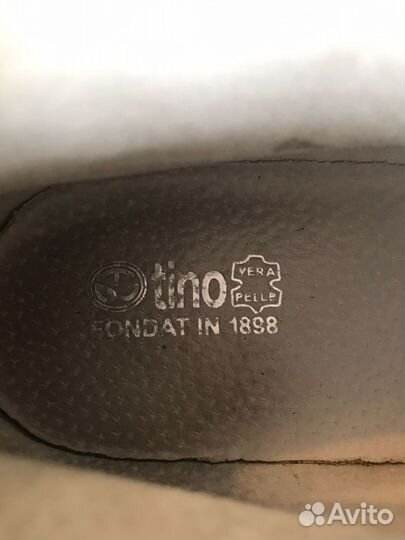 tino VERA PELLE
FONDAT IN 1898
Avito